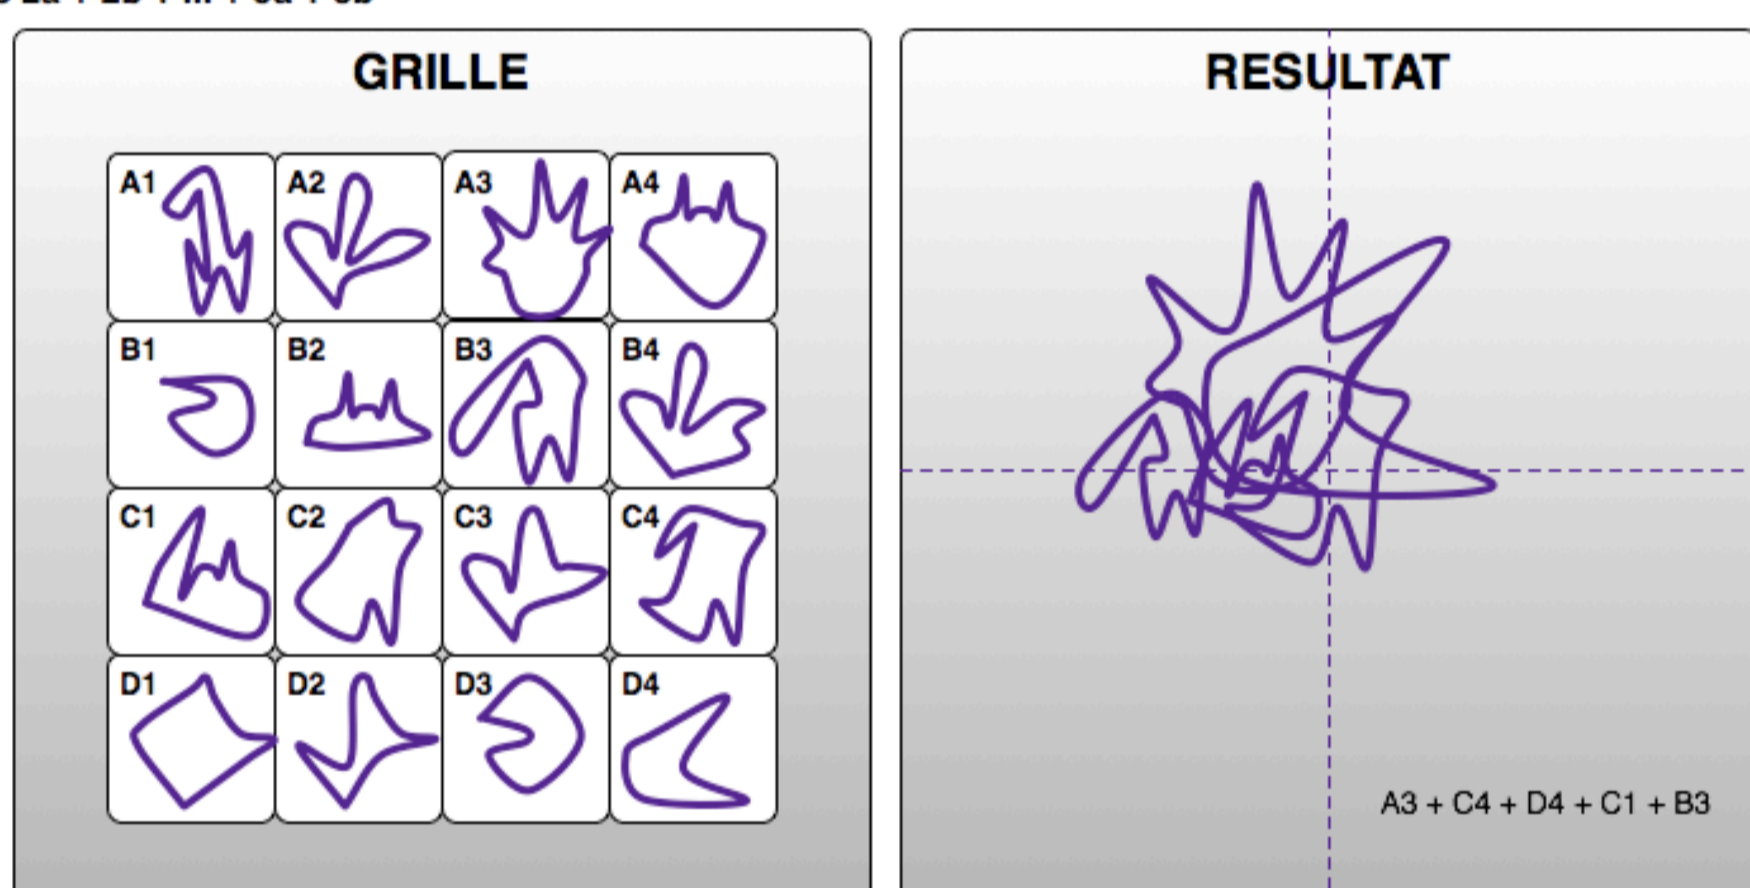 GRILLE
RESULTAT
A1 A2 A3 A4
B1 B2 B3 B4
C1 C2 C3 C4
D1 D2 D3 D4
A3 + C4 + D4 + C1 + B3